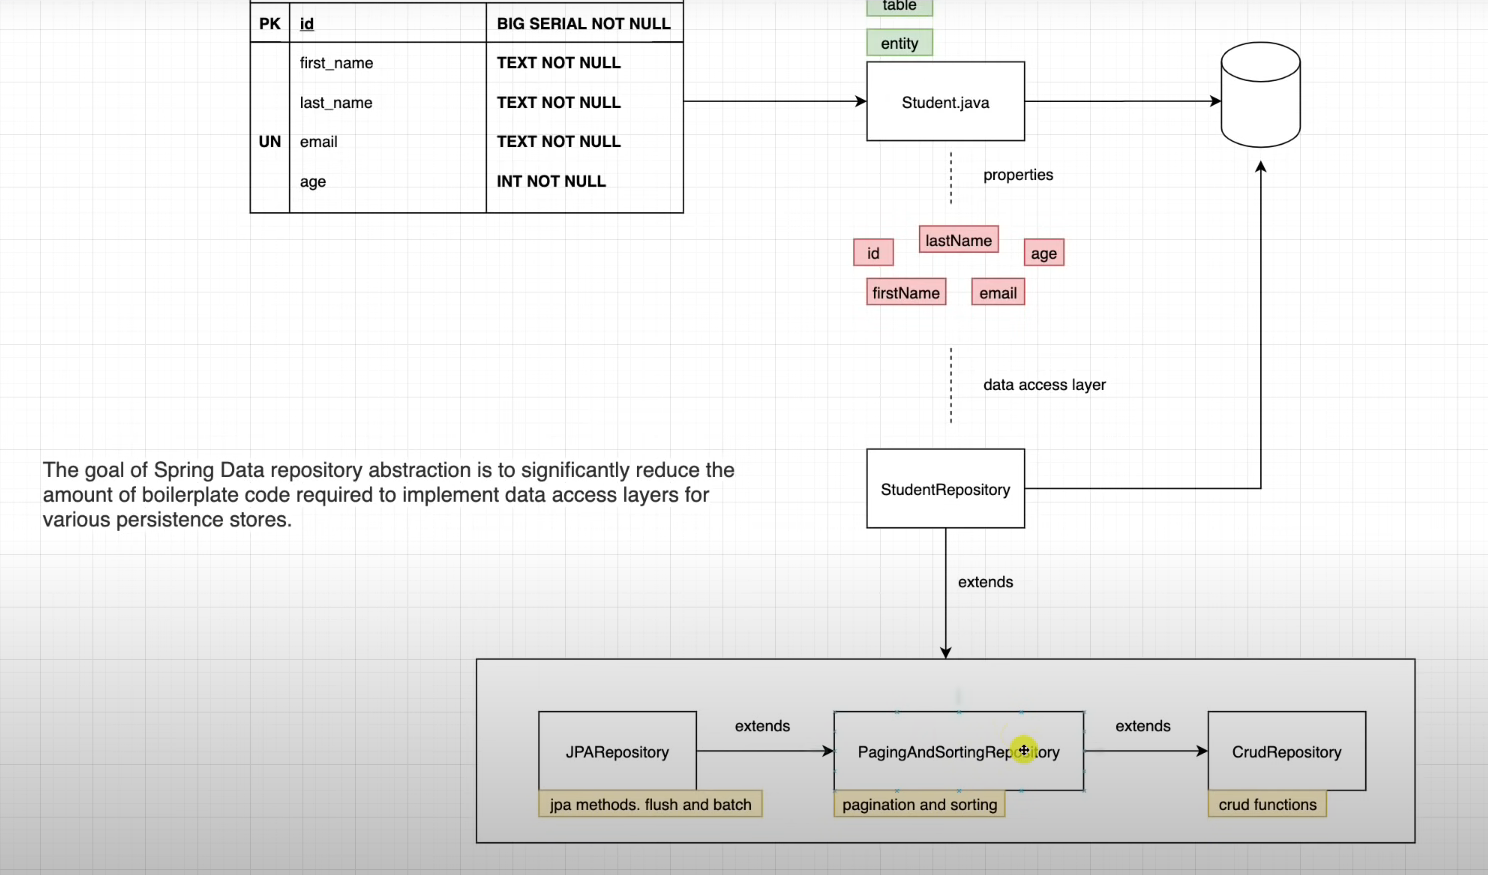 table
entity
PK id BIG SERIAL NOT NULL
first_name TEXT NOT NULL
last_name TEXT NOT NULL
UN email TEXT NOT NULL
age INT NOT NULL
Student.java
properties
id
lastName
age
firstName
email
data access layer
The goal of Spring Data repository abstraction is to significantly reduce the
amount of boilerplate code required to implement data access layers for
various persistence stores.
StudentRepository
extends
JPARepository
extends
PagingAndSortingRepository
extends
CrudRepository
jpa methods. flush and batch
pagination and sorting
crud functions